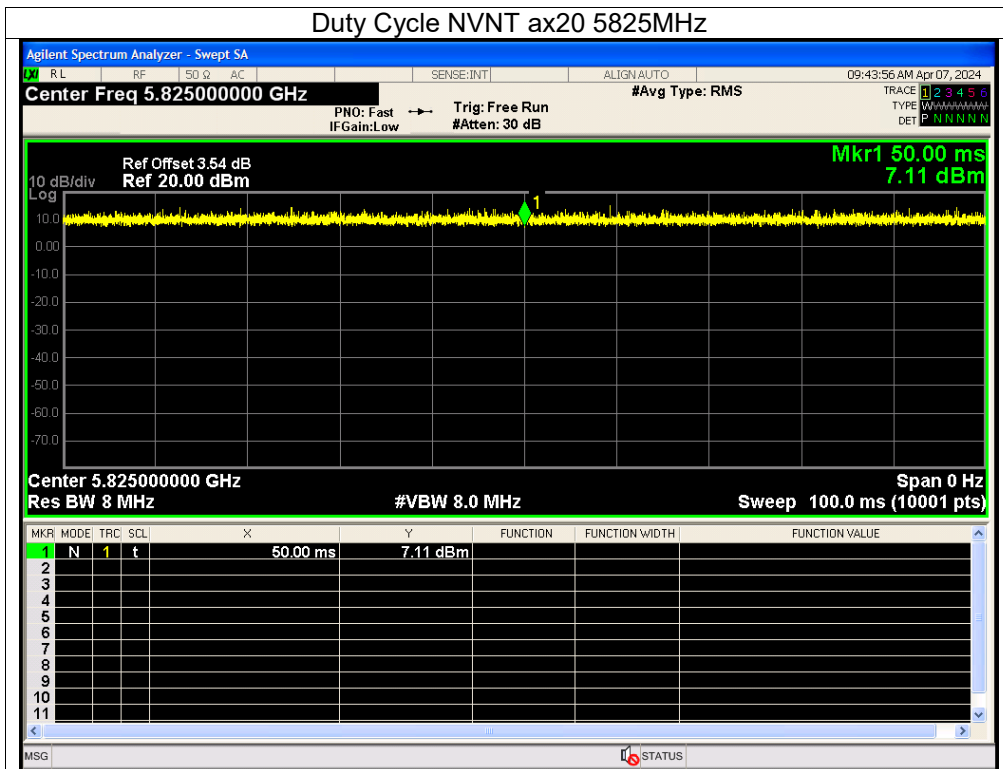 Duty Cycle NVNT ax20 5825MHz
Agilent Spectrum Analyzer - Swept SA
LXI RL RF 50 Ω AC SENSE:INT ALIGN AUTO 09:43:56 AM Apr 07, 2024
Center Freq 5.825000000 GHz #Avg Type: RMS TRACE 1 2 3 4 5 6
PNO: Fast Trig: Free Run TYPE WWWWWW
IFGain:Low #Atten: 30 dB DET P N N N N N
Mkr1 50.00 ms
7.11 dBm
Ref Offset 3.54 dB
10 dB/div Ref 20.00 dBm
Log
1
10.0
0.00
-10.0
-20.0
-30.0
-40.0
-50.0
-60.0
-70.0
Center 5.825000000 GHz Span 0 Hz
Res BW 8 MHz #VBW 8.0 MHz Sweep 100.0 ms (10001 pts)
MKR MODE TRC SCL X Y FUNCTION FUNCTION WIDTH FUNCTION VALUE
1 N 1 t 50.00 ms 7.11 dBm
2
3
4
5
6
7
8
9
10
11
MSG STATUS